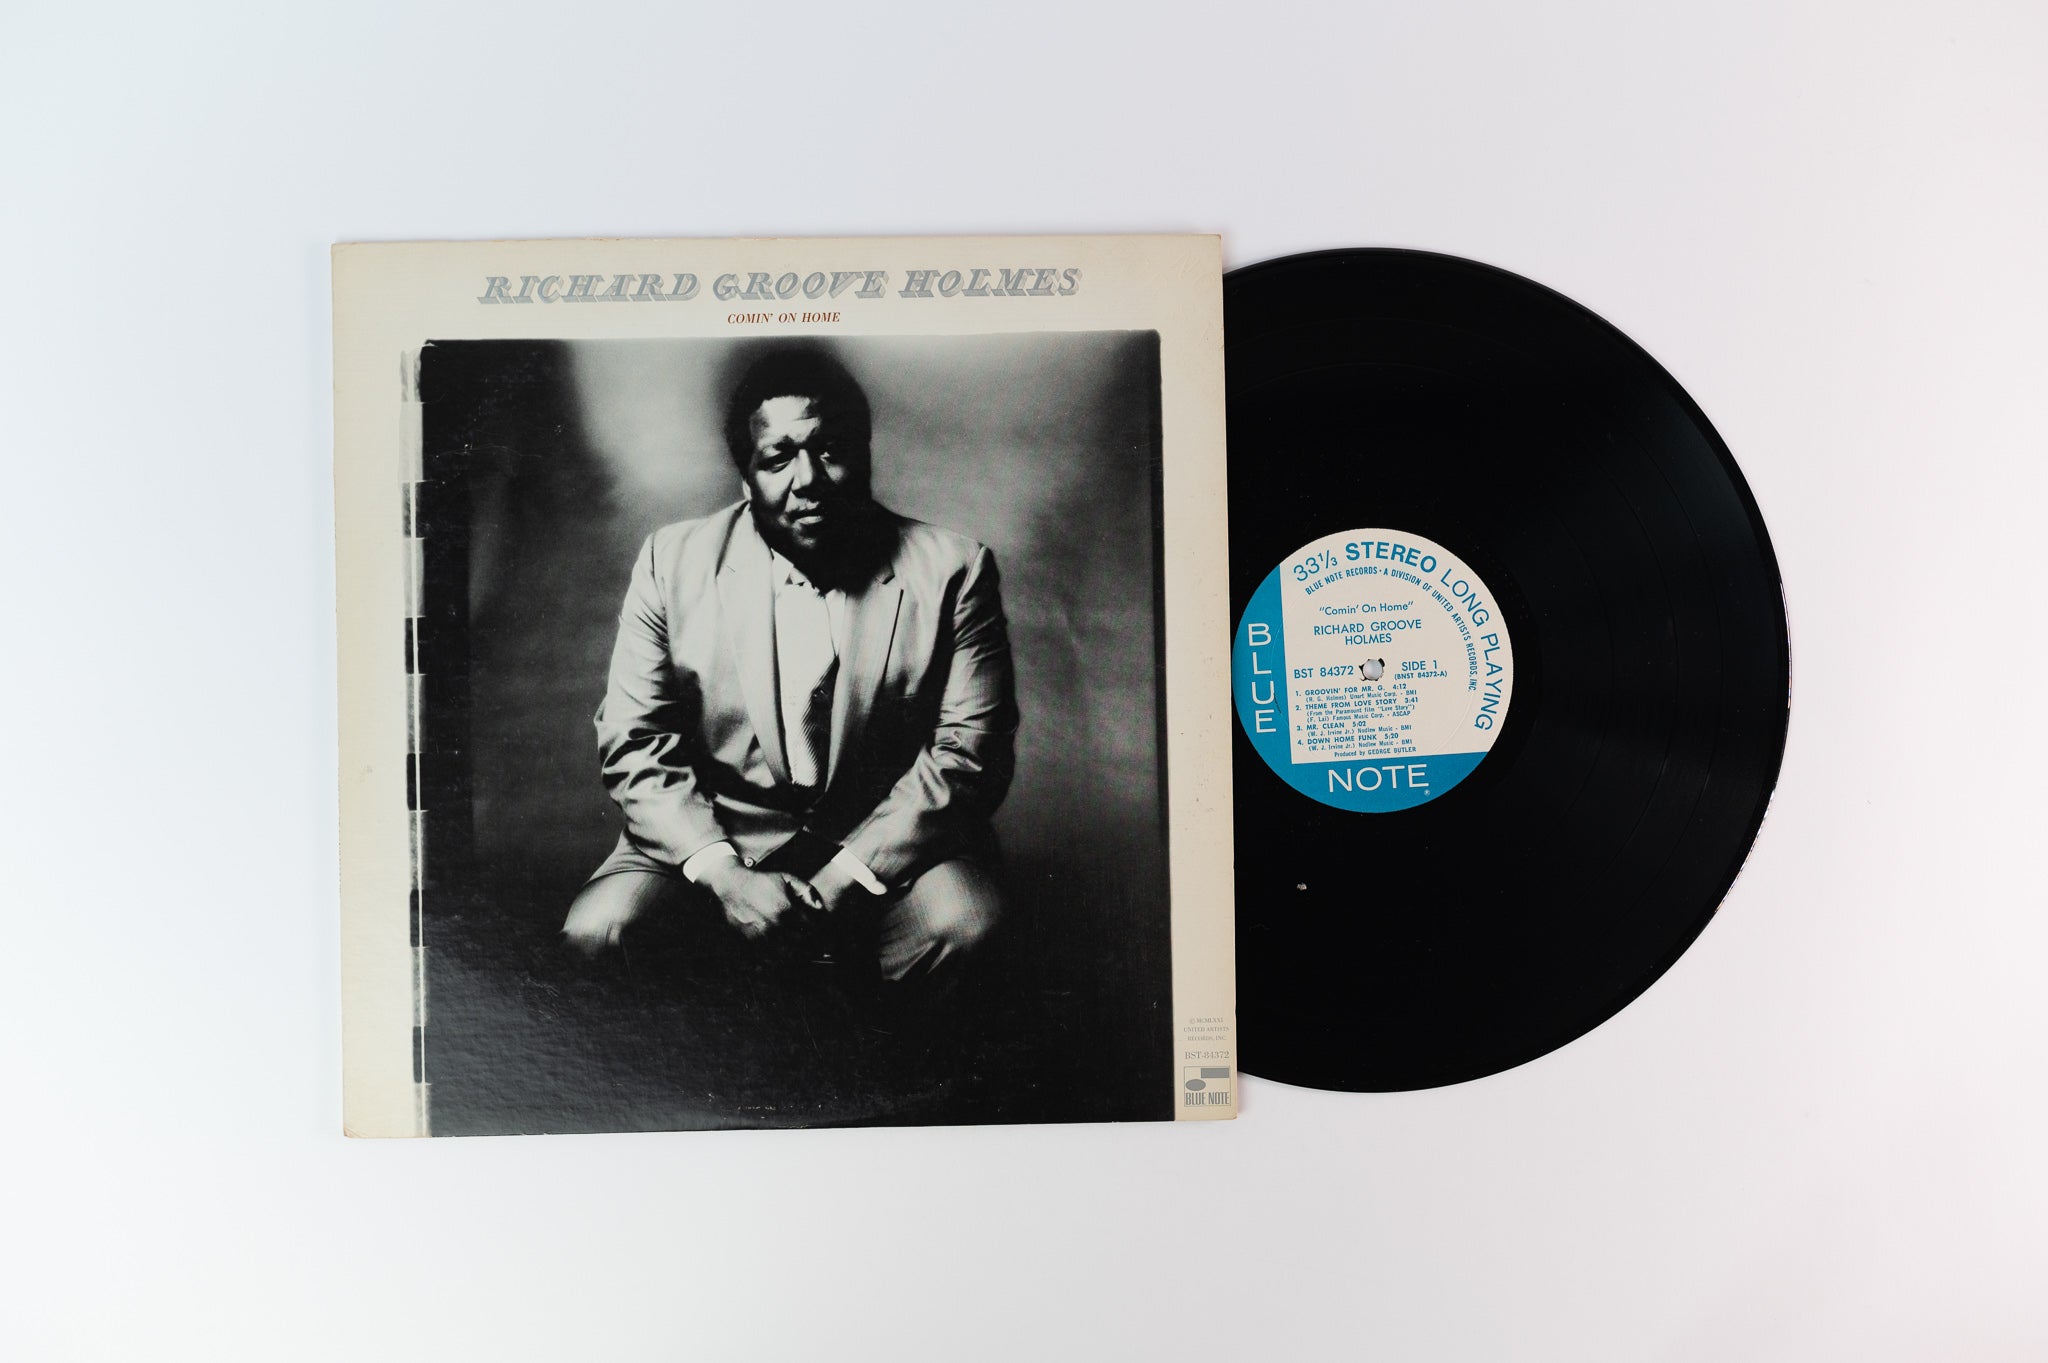 RICHARD GROOVE HOLMES
COMIN' ON HOME
© MCMLXXI
UNITED ARTISTS
RECORDS, INC.
BST-84372
BLUE NOTE
33⅓ STEREO LONG PLAYING
BLUE NOTE RECORDS • A DIVISION OF UNITED ARTISTS RECORDS, INC.
"Comin' On Home"
RICHARD GROOVE
HOLMES
BST 84372 SIDE 1
(BNST 84372-A)
1. GROOVIN' FOR MR. G. 4:12
(R. G. Holmes) Unart Music Corp. - BMI
2. THEME FROM LOVE STORY 3:41
(From the Paramount film "Love Story")
(F. Lai) Famous Music Corp. - ASCAP
3. MR. CLEAN 5:02
(W. J. Irvine Jr.) Nodlew Music - BMI
4. DOWN HOME FUNK 5:20
(W. J. Irvine Jr.) Nodlew Music - BMI
Produced by GEORGE BUTLER
BLUE
NOTE
®